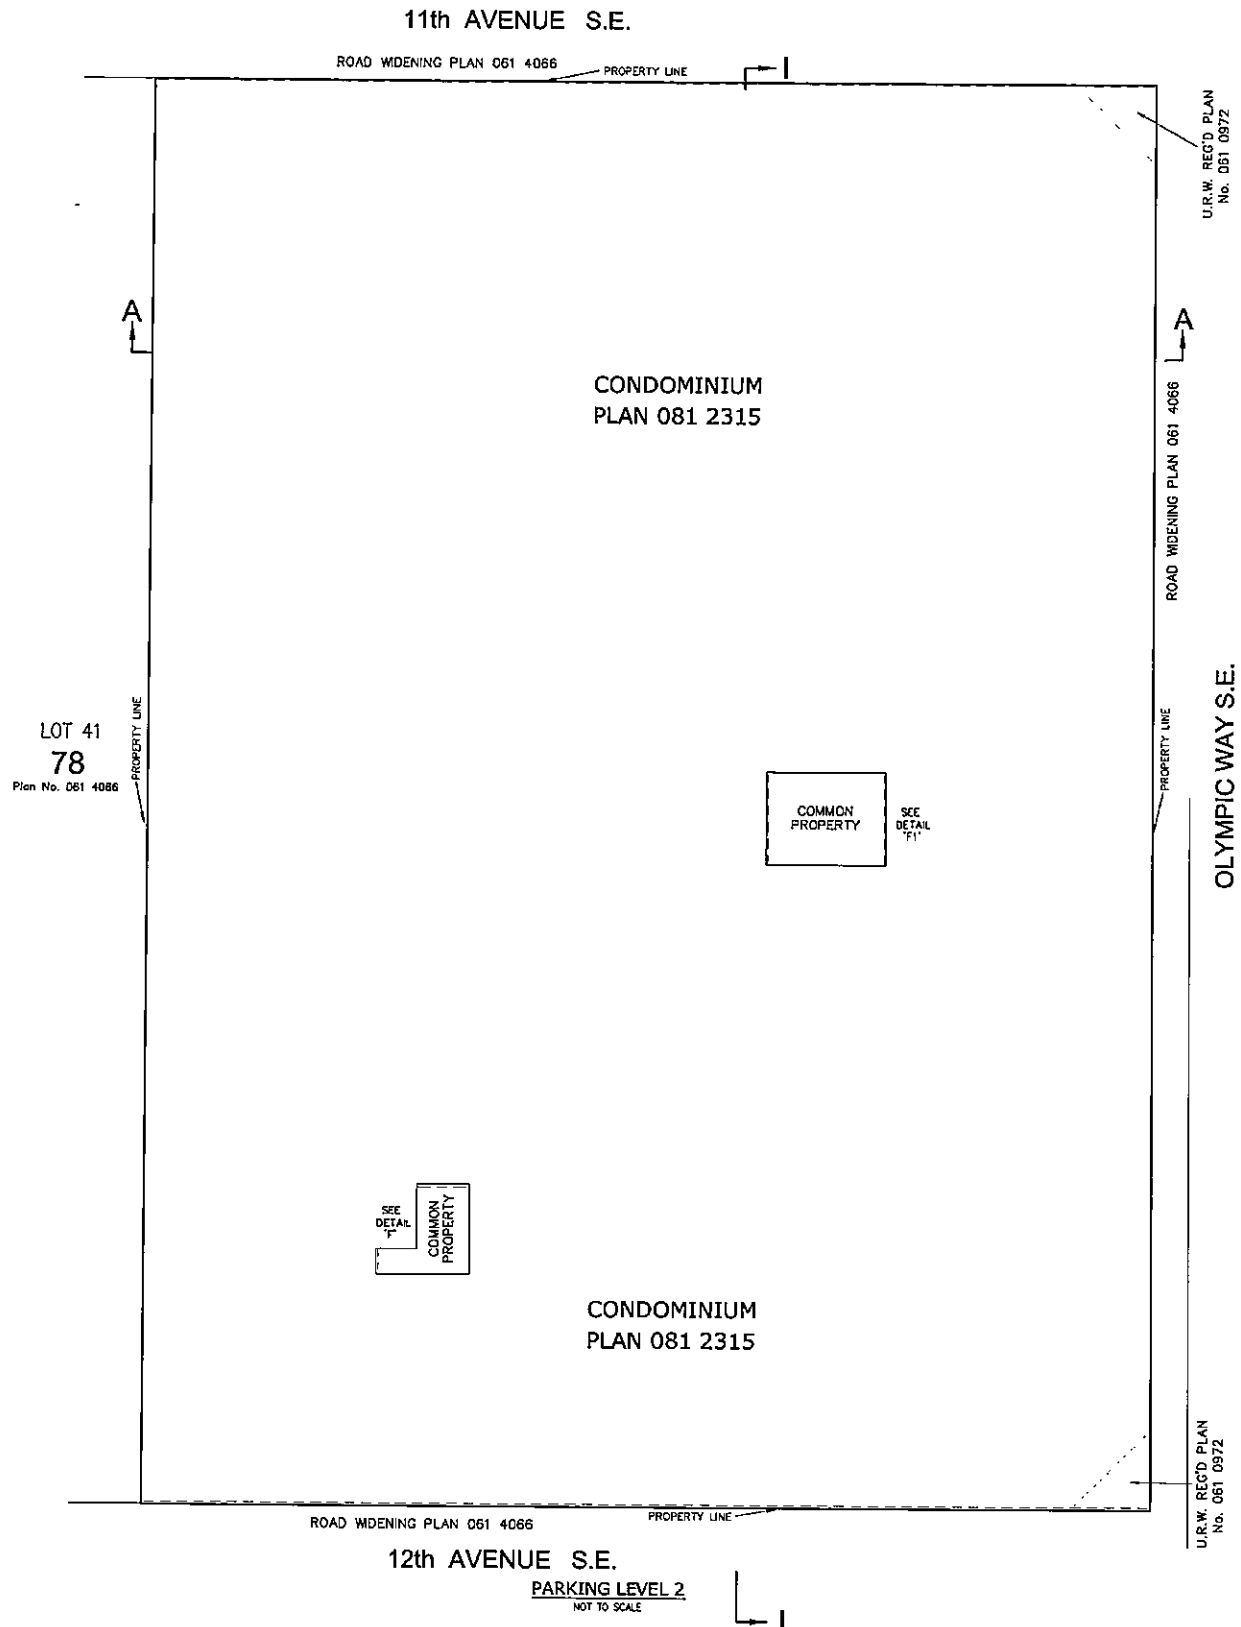 11th AVENUE S.E.
ROAD WIDENING PLAN 061 4066
PROPERTY LINE
I
U.R.W. REG'D PLAN
No. 061 0972
A
A
CONDOMINIUM
PLAN 081 2315
ROAD WIDENING PLAN 061 4066
LOT 41
78
Plan No. 061 4066
PROPERTY LINE
PROPERTY LINE
OLYMPIC WAY S.E.
COMMON
PROPERTY
SEE
DETAIL
'F1'
SEE
DETAIL
'F'
COMMON
PROPERTY
CONDOMINIUM
PLAN 081 2315
U.R.W. REG'D PLAN
No. 061 0972
ROAD WIDENING PLAN 061 4066
PROPERTY LINE
12th AVENUE S.E.
PARKING LEVEL 2
NOT TO SCALE
I